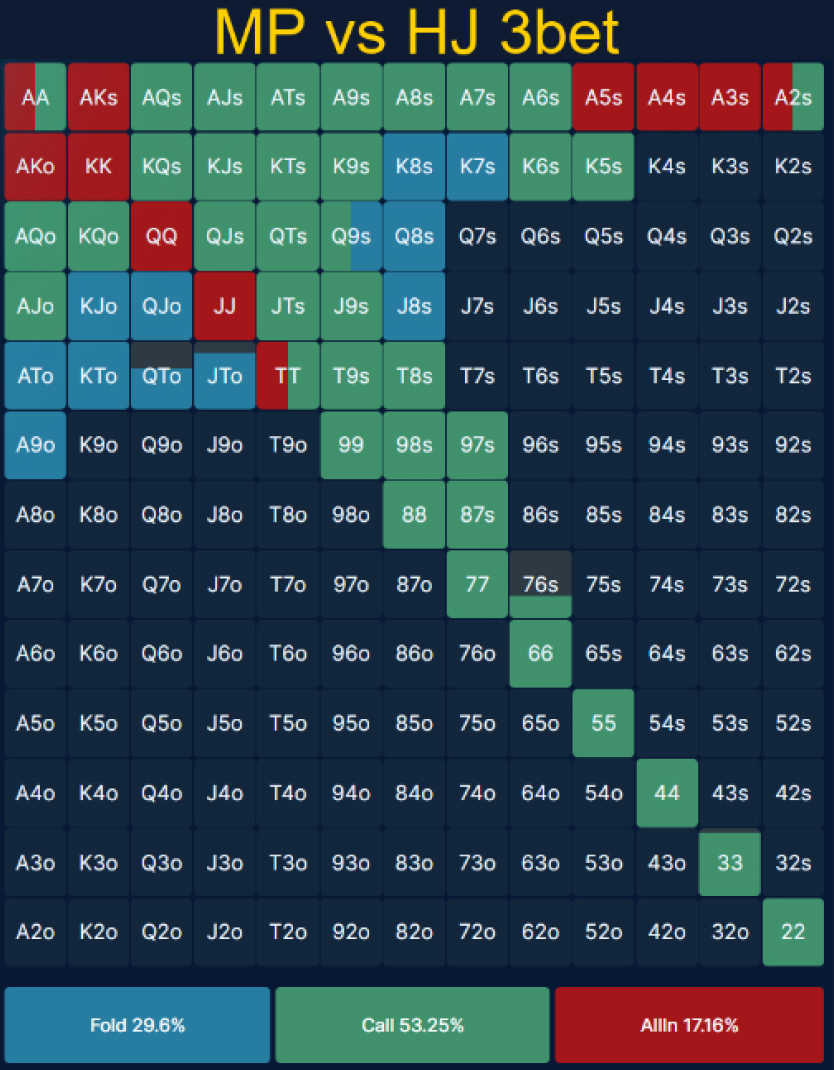 MP vs HJ 3bet
AA AKs AQs AJs ATs A9s A8s A7s A6s A5s A4s A3s A2s
AKo KK KQs KJs KTs K9s K8s K7s K6s K5s K4s K3s K2s
AQo KQo QQ QJs QTs Q9s Q8s Q7s Q6s Q5s Q4s Q3s Q2s
AJo KJo QJo JJ JTs J9s J8s J7s J6s J5s J4s J3s J2s
ATo KTo QTo JTo TT T9s T8s T7s T6s T5s T4s T3s T2s
A9o K9o Q9o J9o T9o 99 98s 97s 96s 95s 94s 93s 92s
A8o K8o Q8o J8o T8o 98o 88 87s 86s 85s 84s 83s 82s
A7o K7o Q7o J7o T7o 97o 87o 77 76s 75s 74s 73s 72s
A6o K6o Q6o J6o T6o 96o 86o 76o 66 65s 64s 63s 62s
A5o K5o Q5o J5o T5o 95o 85o 75o 65o 55 54s 53s 52s
A4o K4o Q4o J4o T4o 94o 84o 74o 64o 54o 44 43s 42s
A3o K3o Q3o J3o T3o 93o 83o 73o 63o 53o 43o 33 32s
A2o K2o Q2o J2o T2o 92o 82o 72o 62o 52o 42o 32o 22
Fold 29.6% Call 53.25% AllIn 17.16%